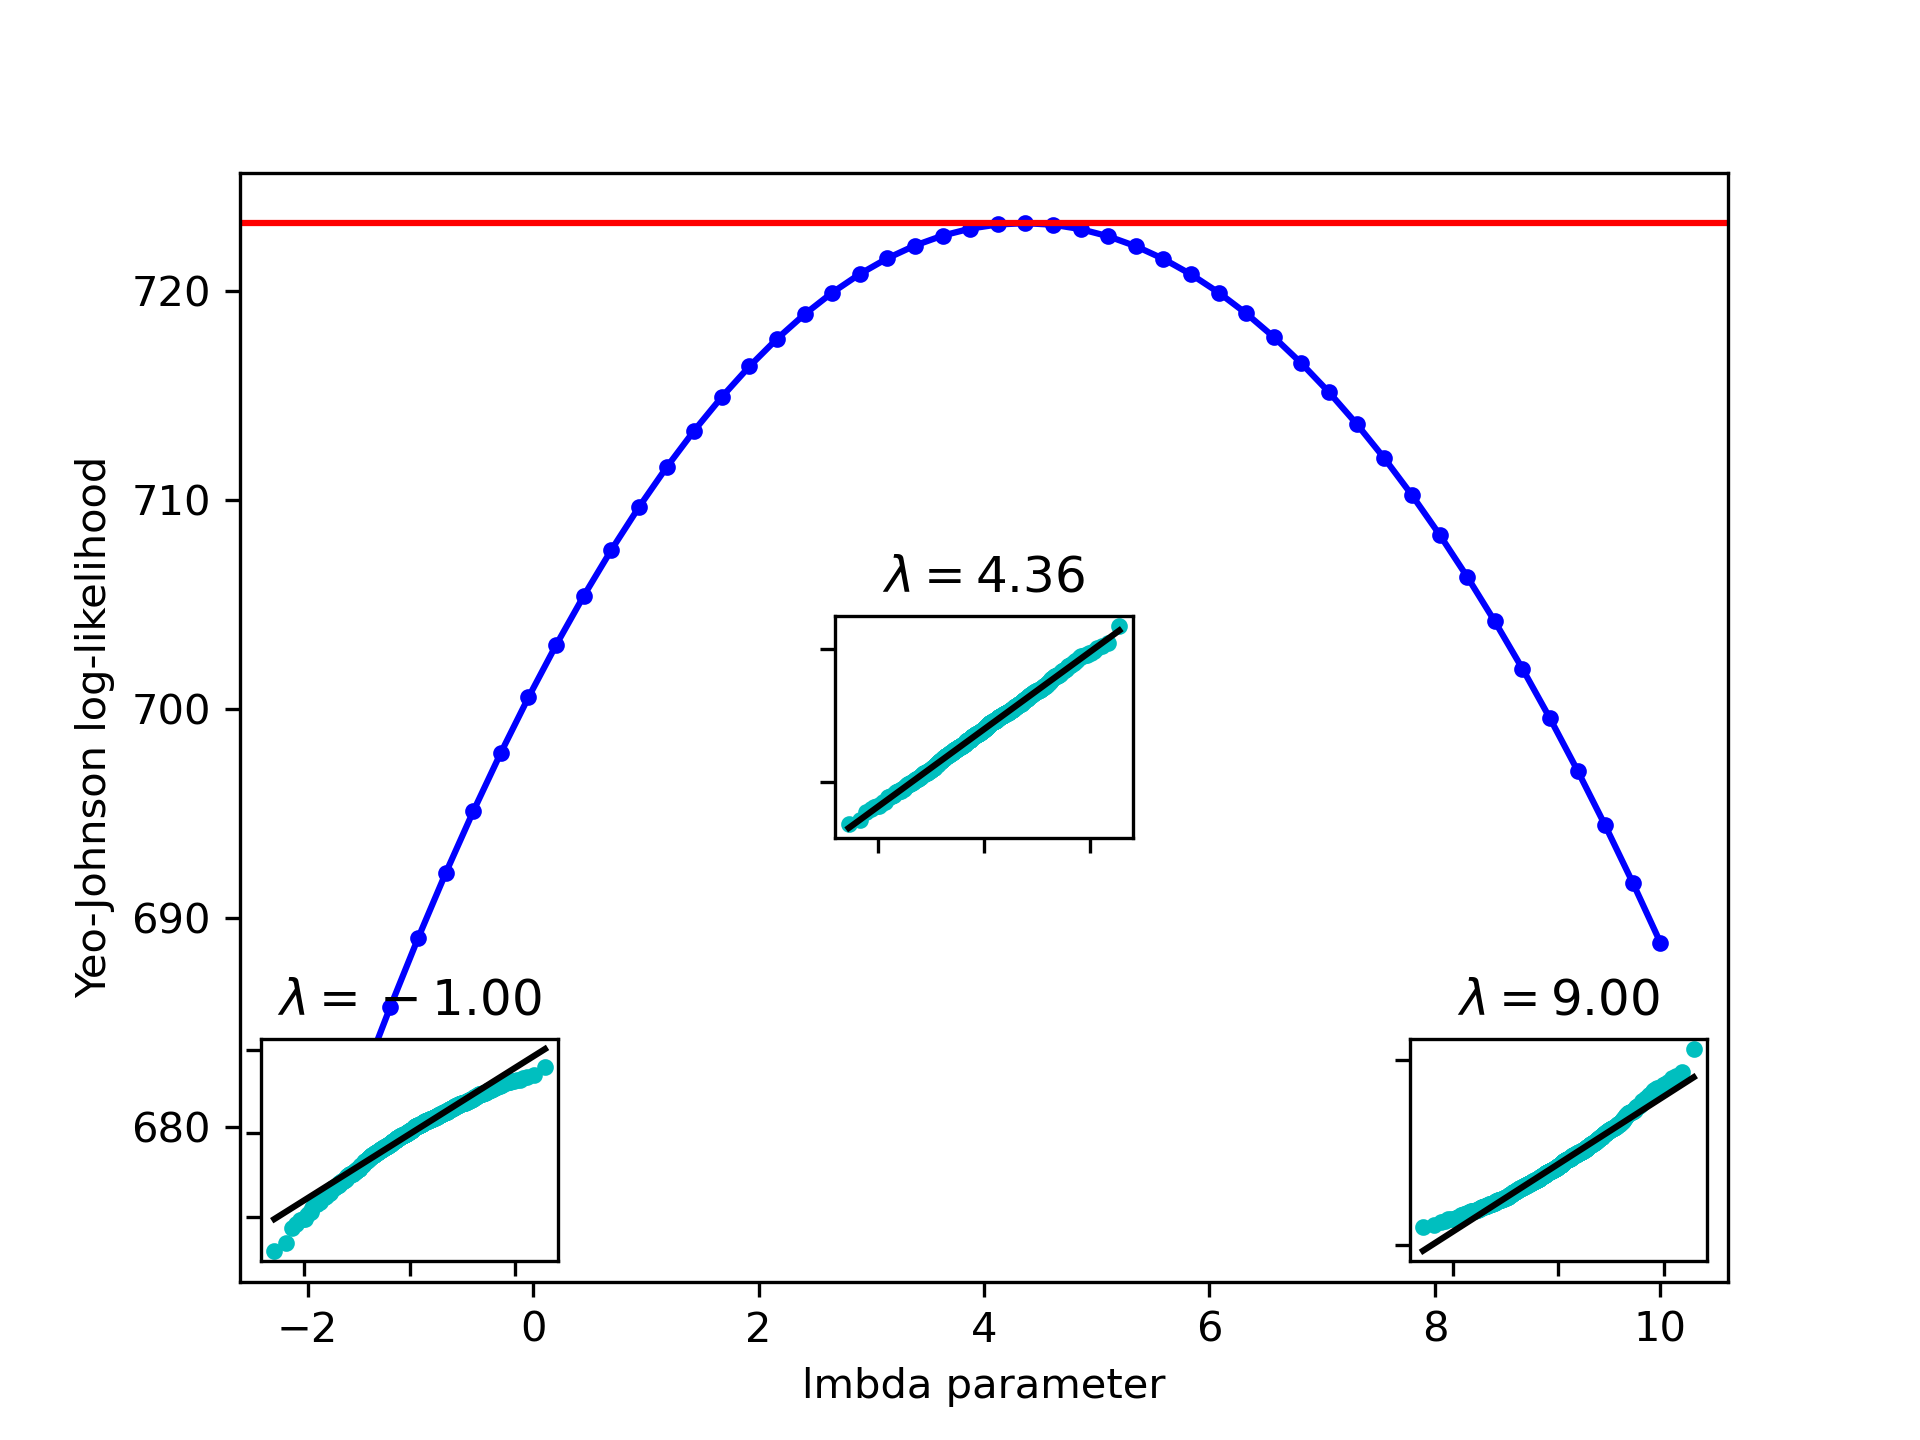 720
710
700
690
680
Yeo-Johnson log-likelihood
λ = 4.36
λ = − 1.00
λ = 9.00
−2 0 2 4 6 8 10
lmbda parameter